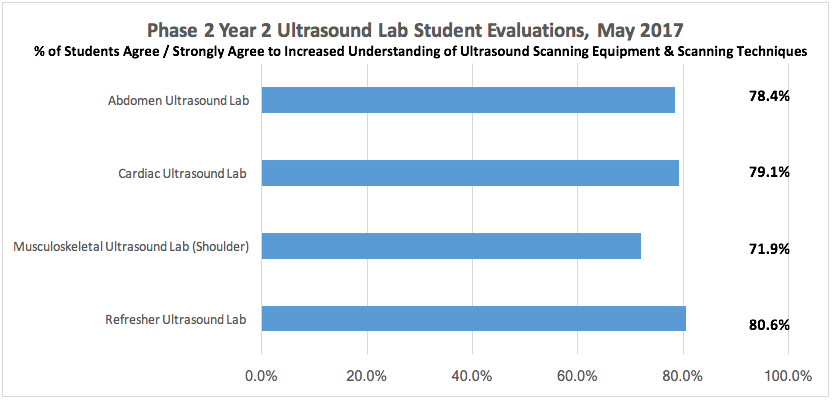 Phase 2 Year 2 Ultrasound Lab Student Evaluations, May 2017
% of Students Agree / Strongly Agree to Increased Understanding of Ultrasound Scanning Equipment & Scanning Techniques
Abdomen Ultrasound Lab 78.4%
Cardiac Ultrasound Lab 79.1%
Musculoskeletal Ultrasound Lab (Shoulder) 71.9%
Refresher Ultrasound Lab 80.6%
0.0% 20.0% 40.0% 60.0% 80.0% 100.0%